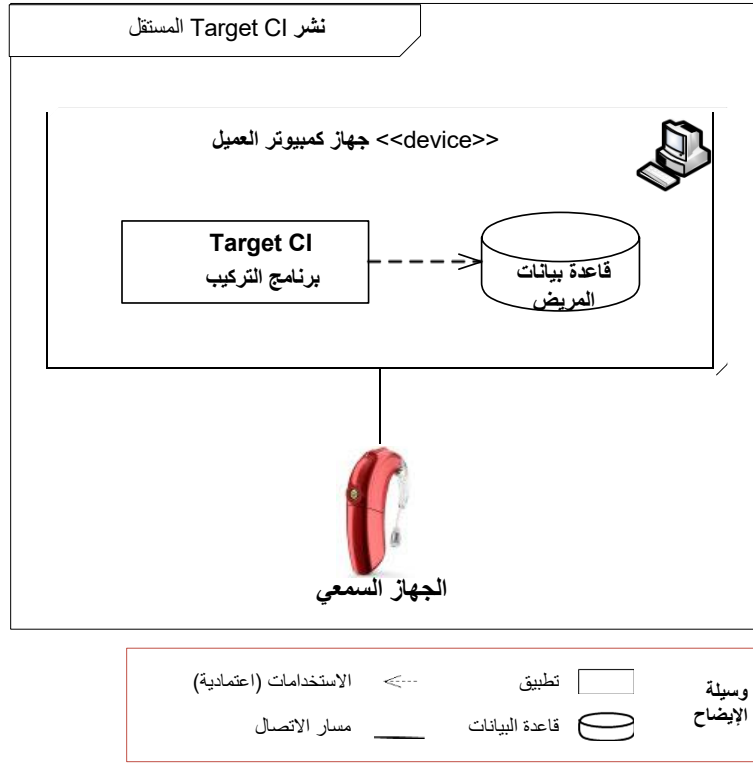 نشر Target CI المستقل
<<device>> جهاز كمبيوتر العميل
Target CI
برنامج التركيب
قاعدة بيانات
المريض
الجهاز السمعي
وسيلة
الإيضاح
تطبيق
الاستخدامات (اعتمادية)
قاعدة البيانات
مسار الاتصال